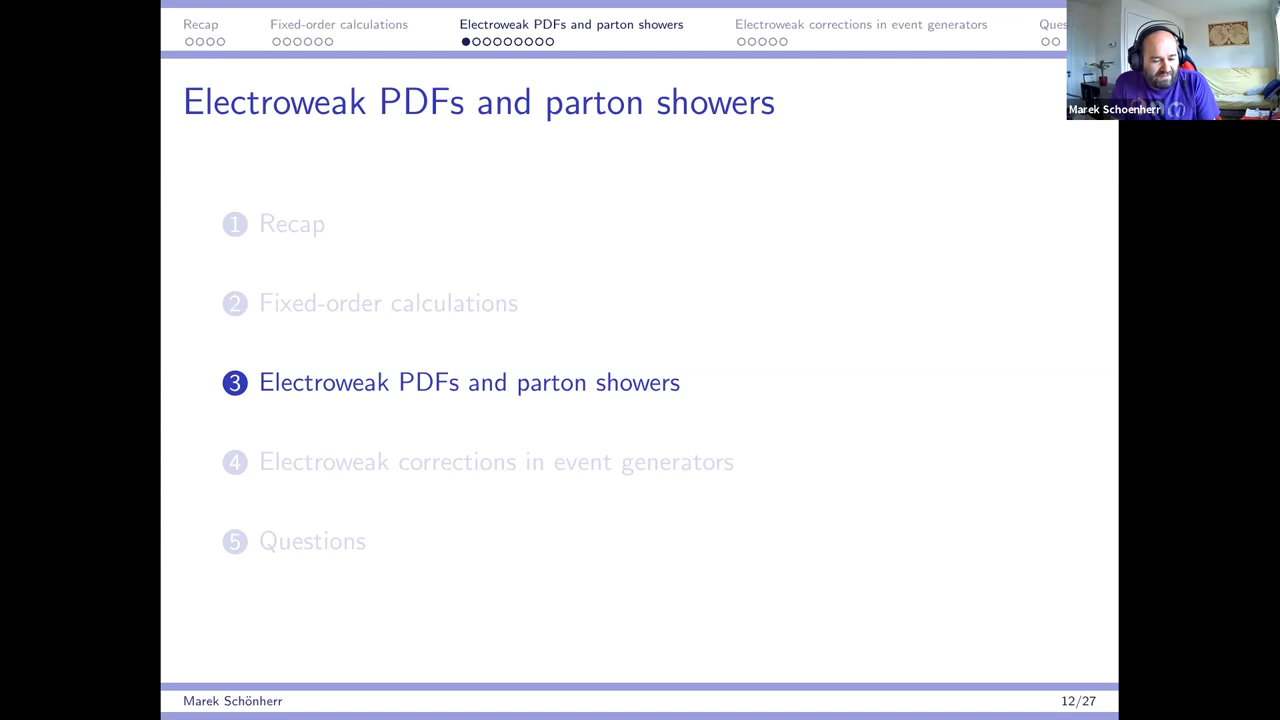 Recap
Fixed-order calculations
Electroweak PDFs and parton showers
Electroweak corrections in event generators
Ques
Marek Schoenherr
Electroweak PDFs and parton showers
1 Recap
2 Fixed-order calculations
3 Electroweak PDFs and parton showers
4 Electroweak corrections in event generators
5 Questions
Marek Schönherr
12/27